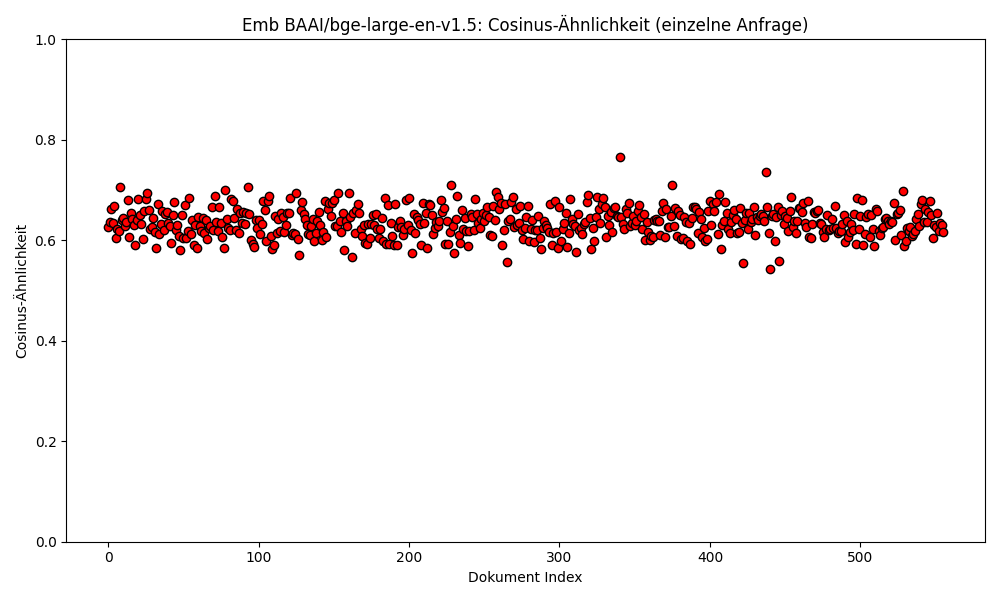 Emb BAAI/bge-large-en-v1.5: Cosinus-Ähnlichkeit (einzelne Anfrage)
1.0
0.8
0.6
0.4
0.2
0.0
Cosinus-Ähnlichkeit
0 100 200 300 400 500
Dokument Index